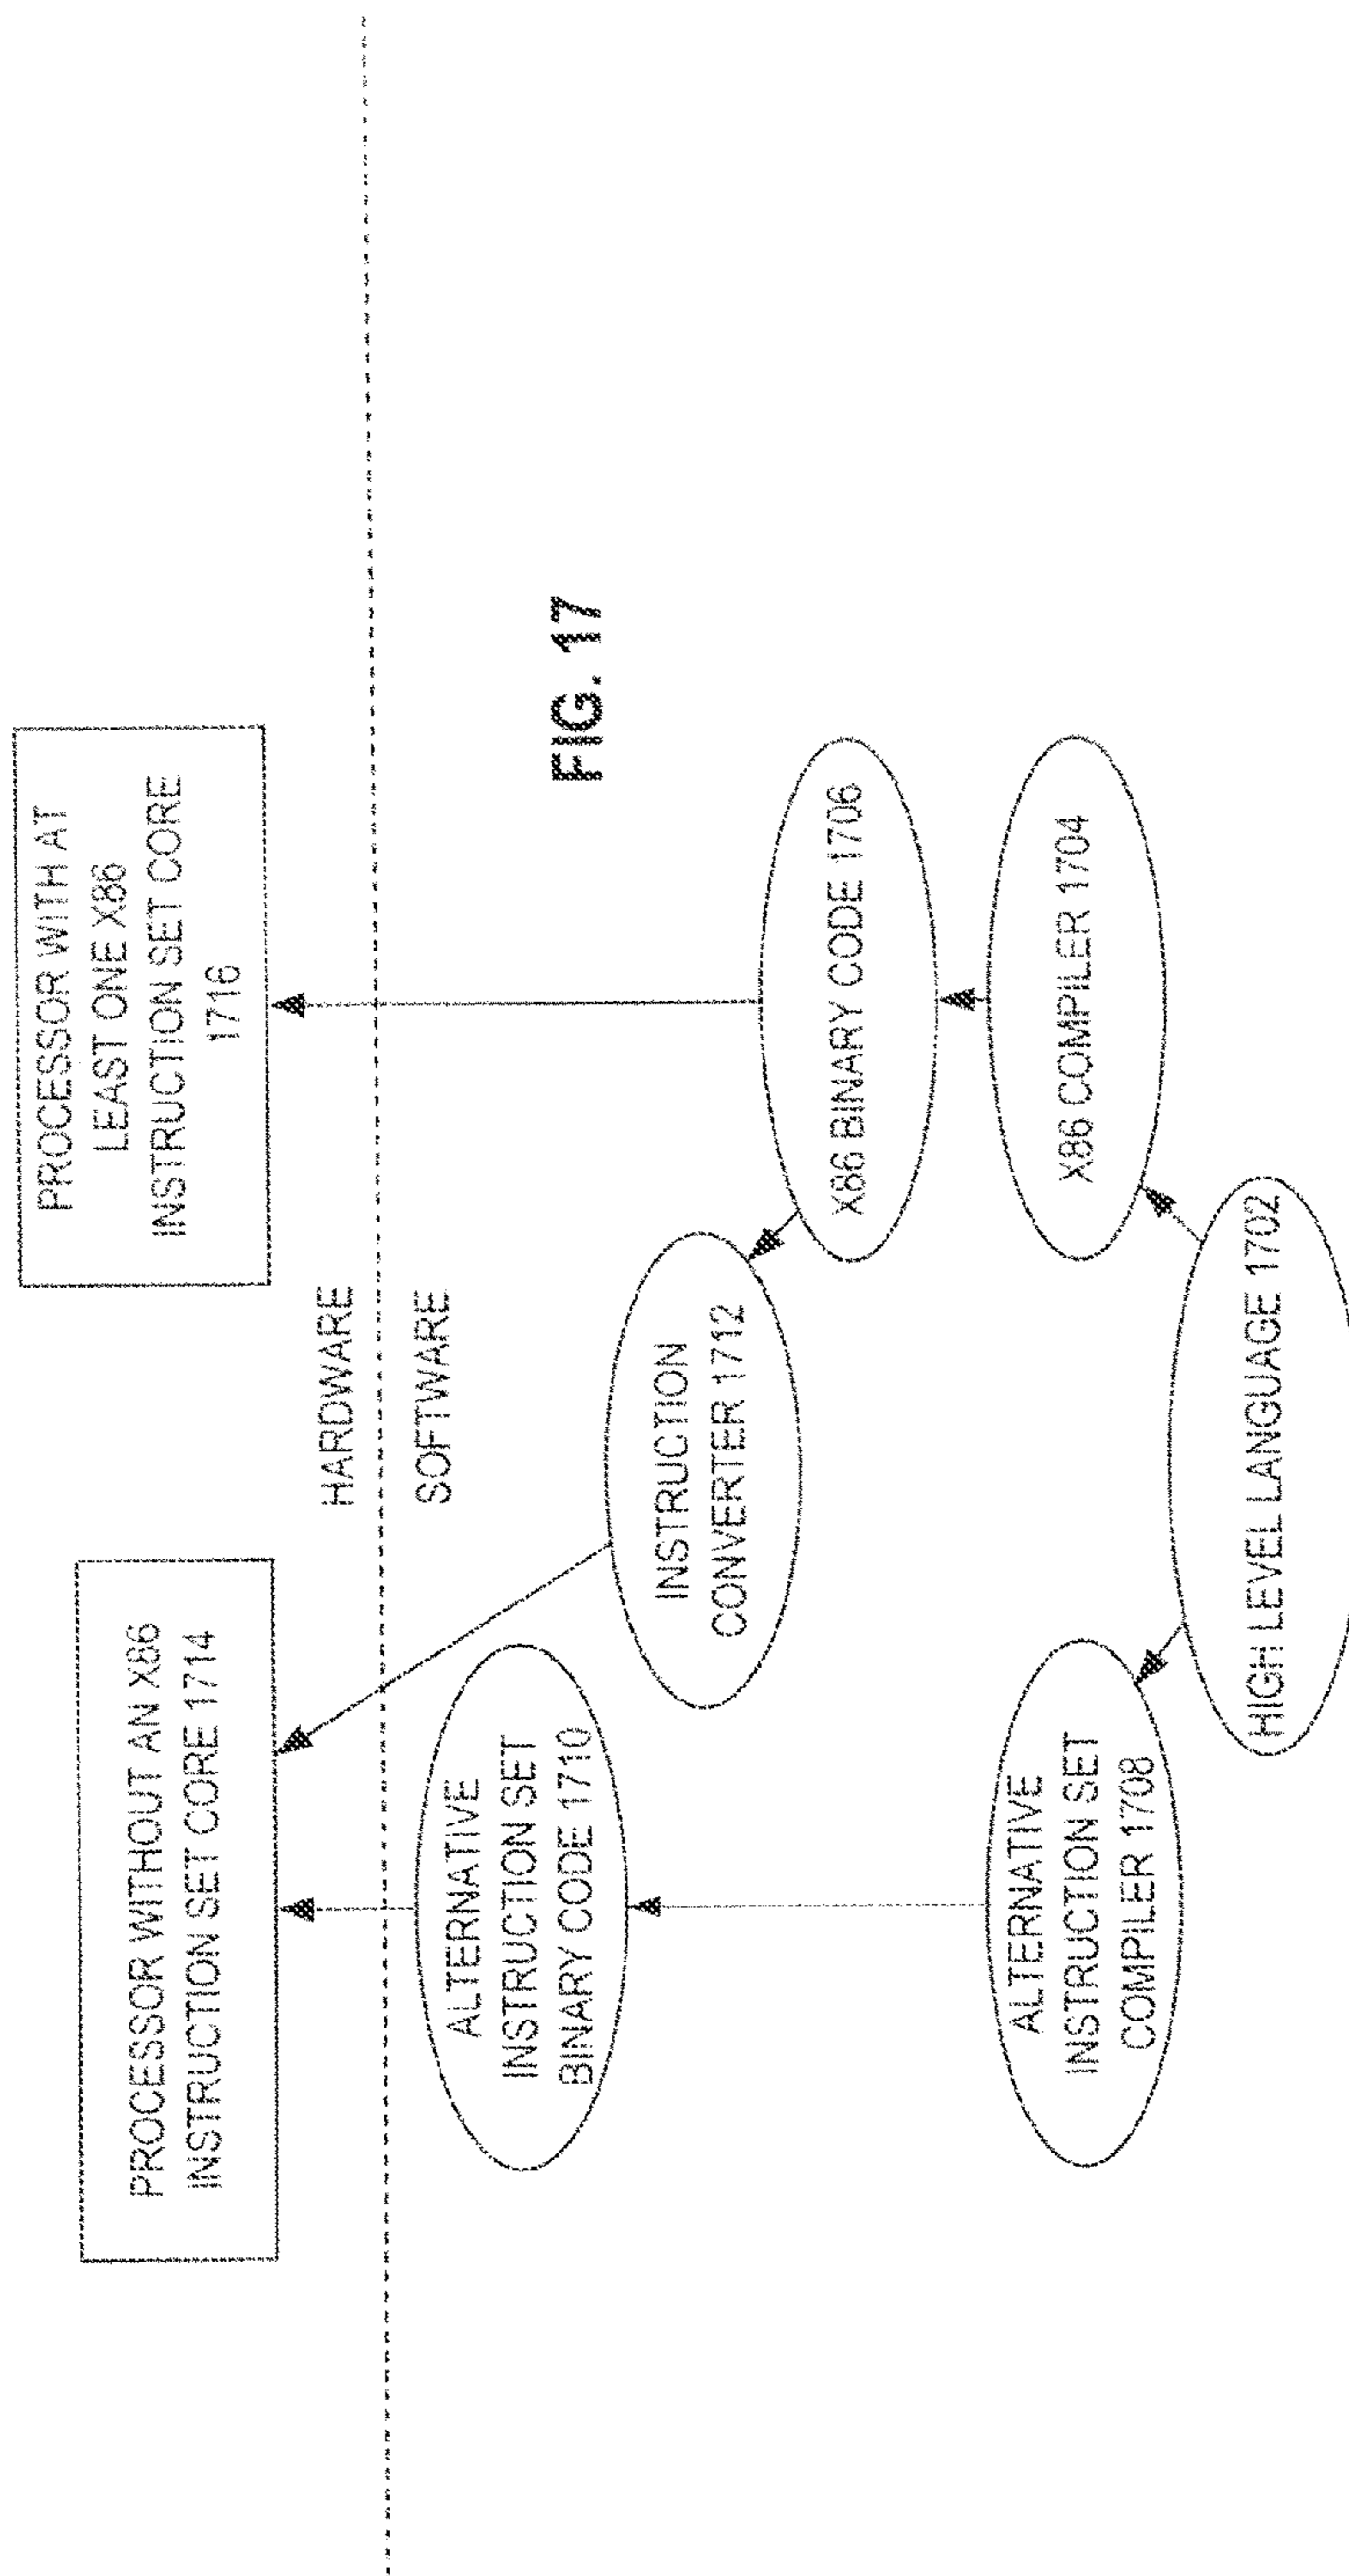 PROCESSOR WITHOUT AN X86
INSTRUCTION SET CORE 1714
PROCESSOR WITH AT
LEAST ONE X86
INSTRUCTION SET CORE
1716
HARDWARE
SOFTWARE
ALTERNATIVE
INSTRUCTION SET
BINARY CODE 1710
INSTRUCTION
CONVERTER 1712
X86 BINARY CODE 1706
ALTERNATIVE
INSTRUCTION SET
COMPILER 1708
X86 COMPILER 1704
HIGH LEVEL LANGUAGE 1702
FIG. 17